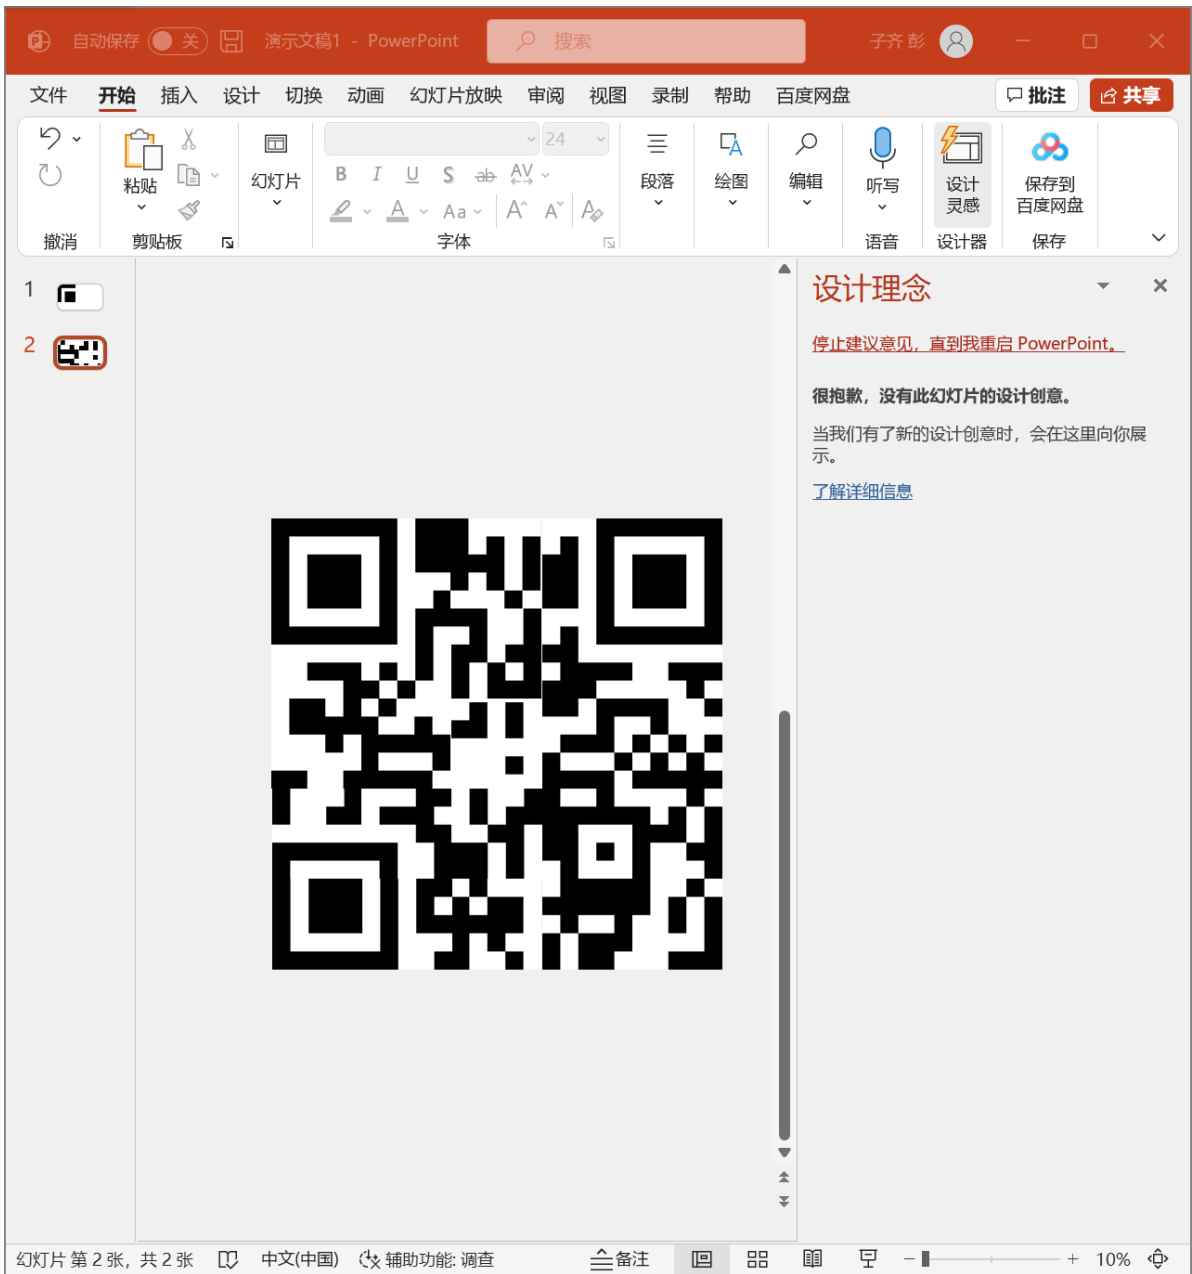 自动保存 关 演示文稿1 - PowerPoint 搜索 子齐 彭
文件 开始 插入 设计 切换 动画 幻灯片放映 审阅 视图 录制 帮助 百度网盘 批注 共享
粘贴 幻灯片 24 段落 绘图 编辑 听写 设计灵感 保存到百度网盘
B I U S ab AV
A Aa A A A
撤消 剪贴板 字体 语音 设计器 保存
1
2
设计理念
停止建议意见，直到我重启 PowerPoint。
很抱歉，没有此幻灯片的设计创意。
当我们有了新的设计创意时，会在这里向你展
示。
了解详细信息
幻灯片 第 2 张，共 2 张 中文(中国) 辅助功能: 调查 备注 10%